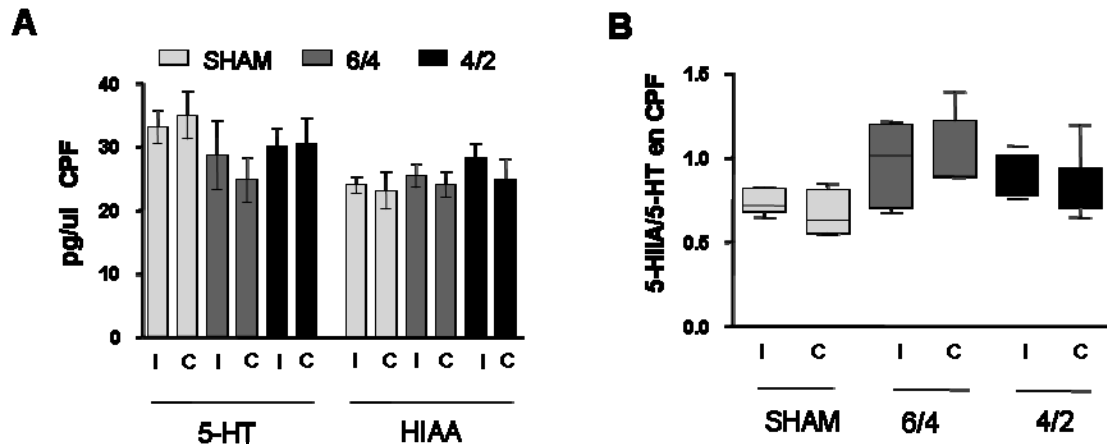 A
SHAM 6/4 4/2
40
30
20
10
0
pg/ul CPF
I C I C I C I C I C I C
5-HT HIAA
B
1.5
1.0
0.5
0.0
5-HIIA/5-HT en CPF
I C I C I C
SHAM 6/4 4/2